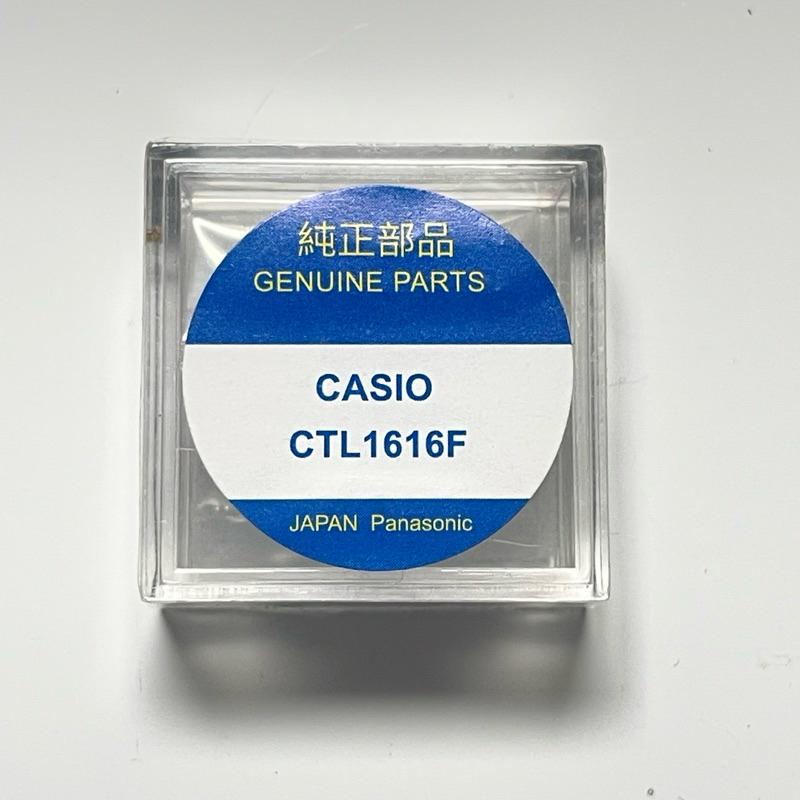 純正部品
GENUINE PARTS
CASIO
CTL1616F
JAPAN Panasonic